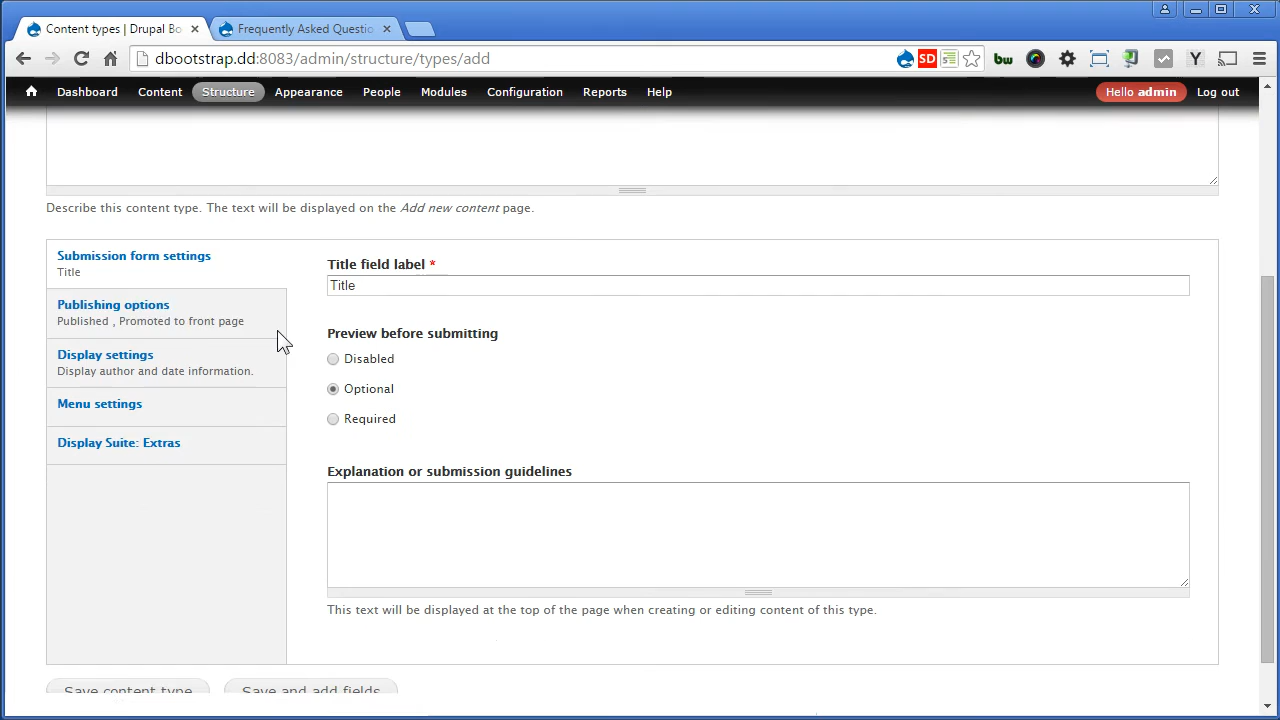 Content types | Drupal Bo
Frequently Asked Questio
dbootstrap.dd:8083/admin/structure/types/add
SD
bw
Y
Dashboard Content Structure Appearance People Modules Configuration Reports Help Hello admin Log out
Describe this content type. The text will be displayed on the Add new content page.
Submission form settings
Title
Publishing options
Published , Promoted to front page
Display settings
Display author and date information.
Menu settings
Display Suite: Extras
Title field label *
Title
Preview before submitting
Disabled
Optional
Required
Explanation or submission guidelines
This text will be displayed at the top of the page when creating or editing content of this type.
Save content type Save and add fields